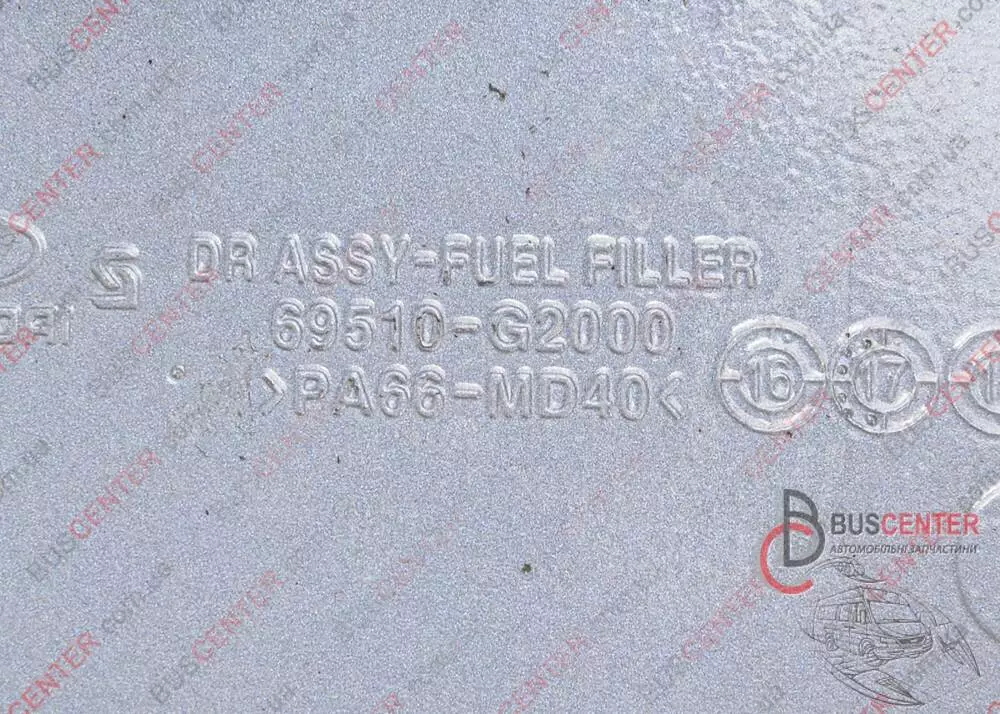 DR ASSY-FUEL FILLER
69510-G2000
>PA66-MD40<
16 17
BUSCENTER
АВТОМОБІЛЬНІ ЗАПЧАСТИНИ